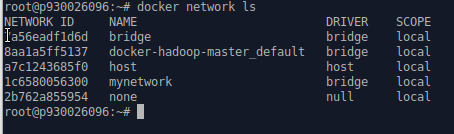 root@p930026096:~# docker network ls
NETWORK ID     NAME                           DRIVER    SCOPE
1a56eadf1d6d   bridge                         bridge    local
8aa1a5ff5137   docker-hadoop-master_default   bridge    local
a7c1243685f0   host                           host      local
1c6580056300   mynetwork                      bridge    local
2b762a855954   none                           null      local
root@p930026096:~#